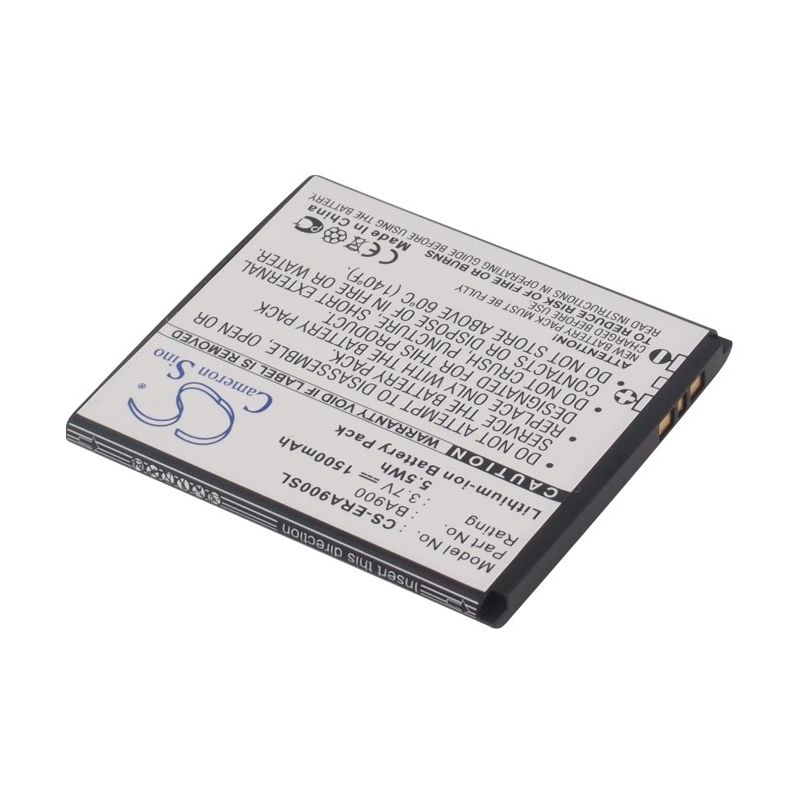 Insert this direction
Model No. : CS-ERA900SL
Part No. : BA900
Rating : 3.7V 1500mAh
5.5Wh
Lithium-Ion Battery Pack
CS
Cameron Sino
WARRANTY VOID IF LABEL IS REMOVED
DO NOT ATTEMPT TO DISASSEMBLE, OPEN OR
SERVICE THE BATTERY PACK.
REPLACE ONLY WITH THE BATTERY PACK
DESIGNATED FOR THIS PRODUCT.
DO NOT CRUSH, PUNCTURE, SHORT EXTERNAL
CONTACTS OR DISPOSE OF IN FIRE OR WATER.
DO NOT STORE ABOVE 60°C (140°F).
ATTENTION:
NEW BATTERY PACK MUST BE FULLY
CHARGED BEFORE USE.
TO REDUCE RISK OF FIRE OR BURNS
READ INSTRUCTIONS IN OPERATING GUIDE BEFORE USING THE BATTERY.
CE
Made in China